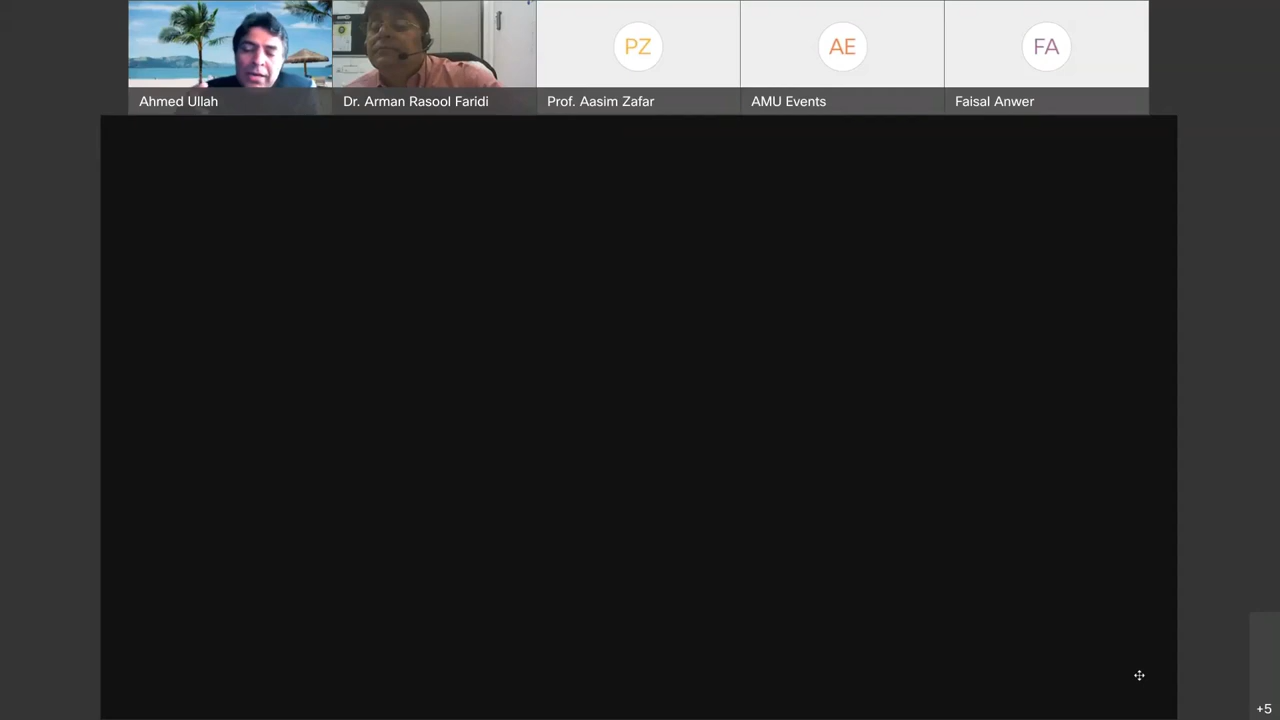 PZ
AE
FA
Ahmed Ullah
Dr. Arman Rasool Faridi
Prof. Aasim Zafar
AMU Events
Faisal Anwer
+5